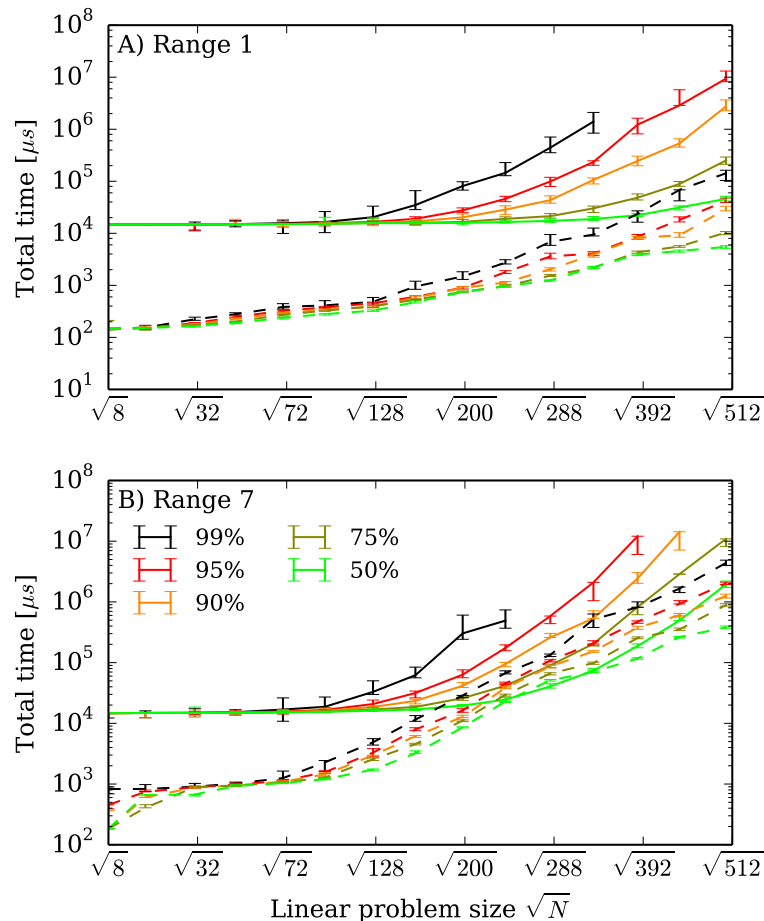 A) Range 1
Total time [μs]
10^8
10^7
10^6
10^5
10^4
10^3
10^2
10^1
√8 √32 √72 √128 √200 √288 √392 √512
B) Range 7
99% 75%
95% 50%
90%
Total time [μs]
10^8
10^7
10^6
10^5
10^4
10^3
10^2
√8 √32 √72 √128 √200 √288 √392 √512
Linear problem size √N